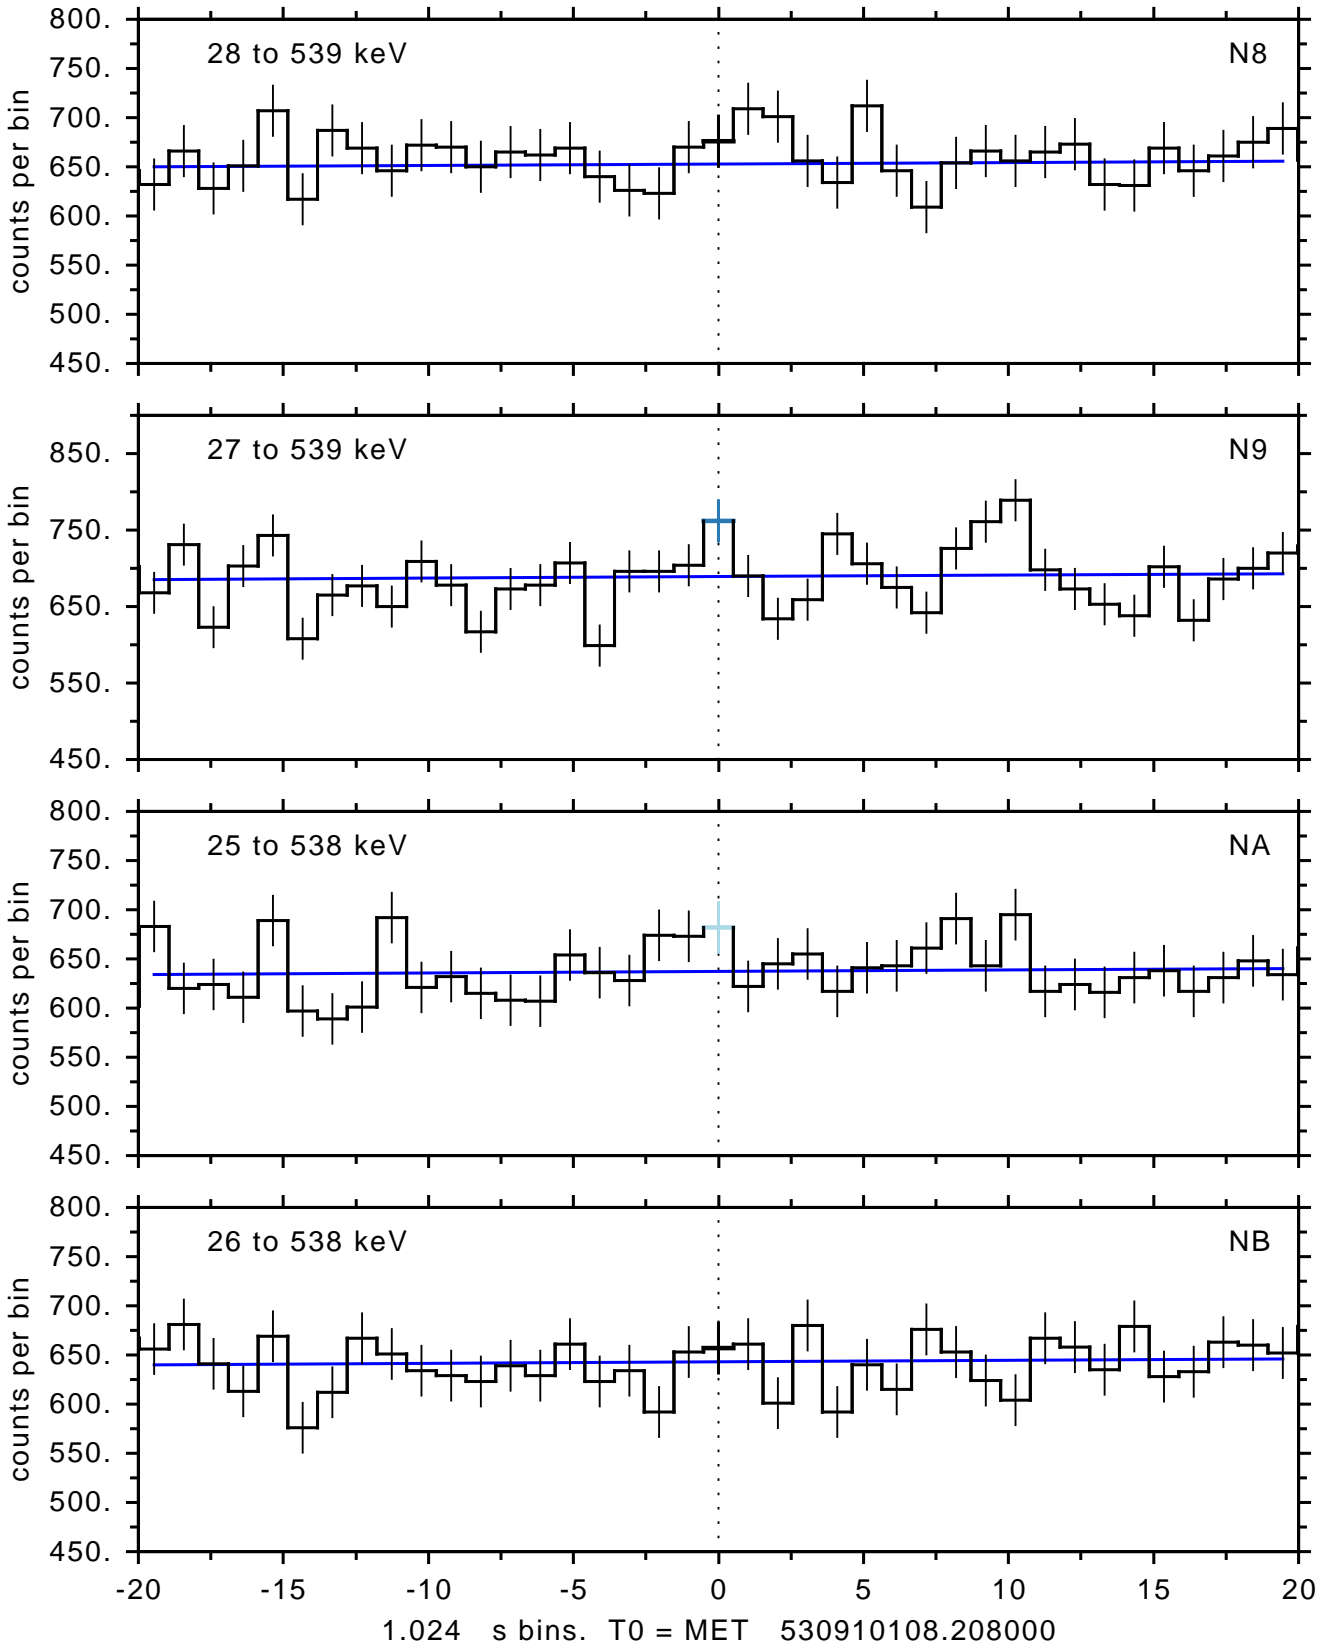 800.
28 to 539 keV N8
750.
700.
650.
600.
550.
500.
450.
counts per bin
27 to 539 keV N9
850.
750.
650.
550.
450.
counts per bin
800.
25 to 538 keV NA
750.
700.
650.
600.
550.
500.
450.
counts per bin
800.
26 to 538 keV NB
750.
700.
650.
600.
550.
500.
450.
counts per bin
-20 -15 -10 -5 0 5 10 15 20
1.024 s bins. T0 = MET 530910108.208000